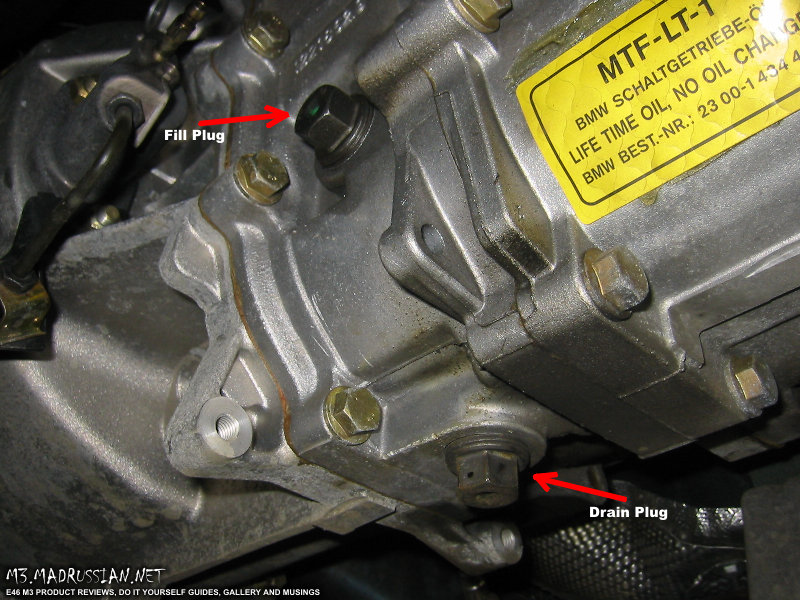 MTF-LT-1
BMW SCHALTGETRIEBE-Ö
LIFE TIME OIL, NO OIL CHANG
BMW BEST.-NR.: 23 00-1 434 4
Fill Plug
Drain Plug
M3.MADRUSSIAN.NET
E46 M3 PRODUCT REVIEWS, DO IT YOURSELF GUIDES, GALLERY AND MUSINGS